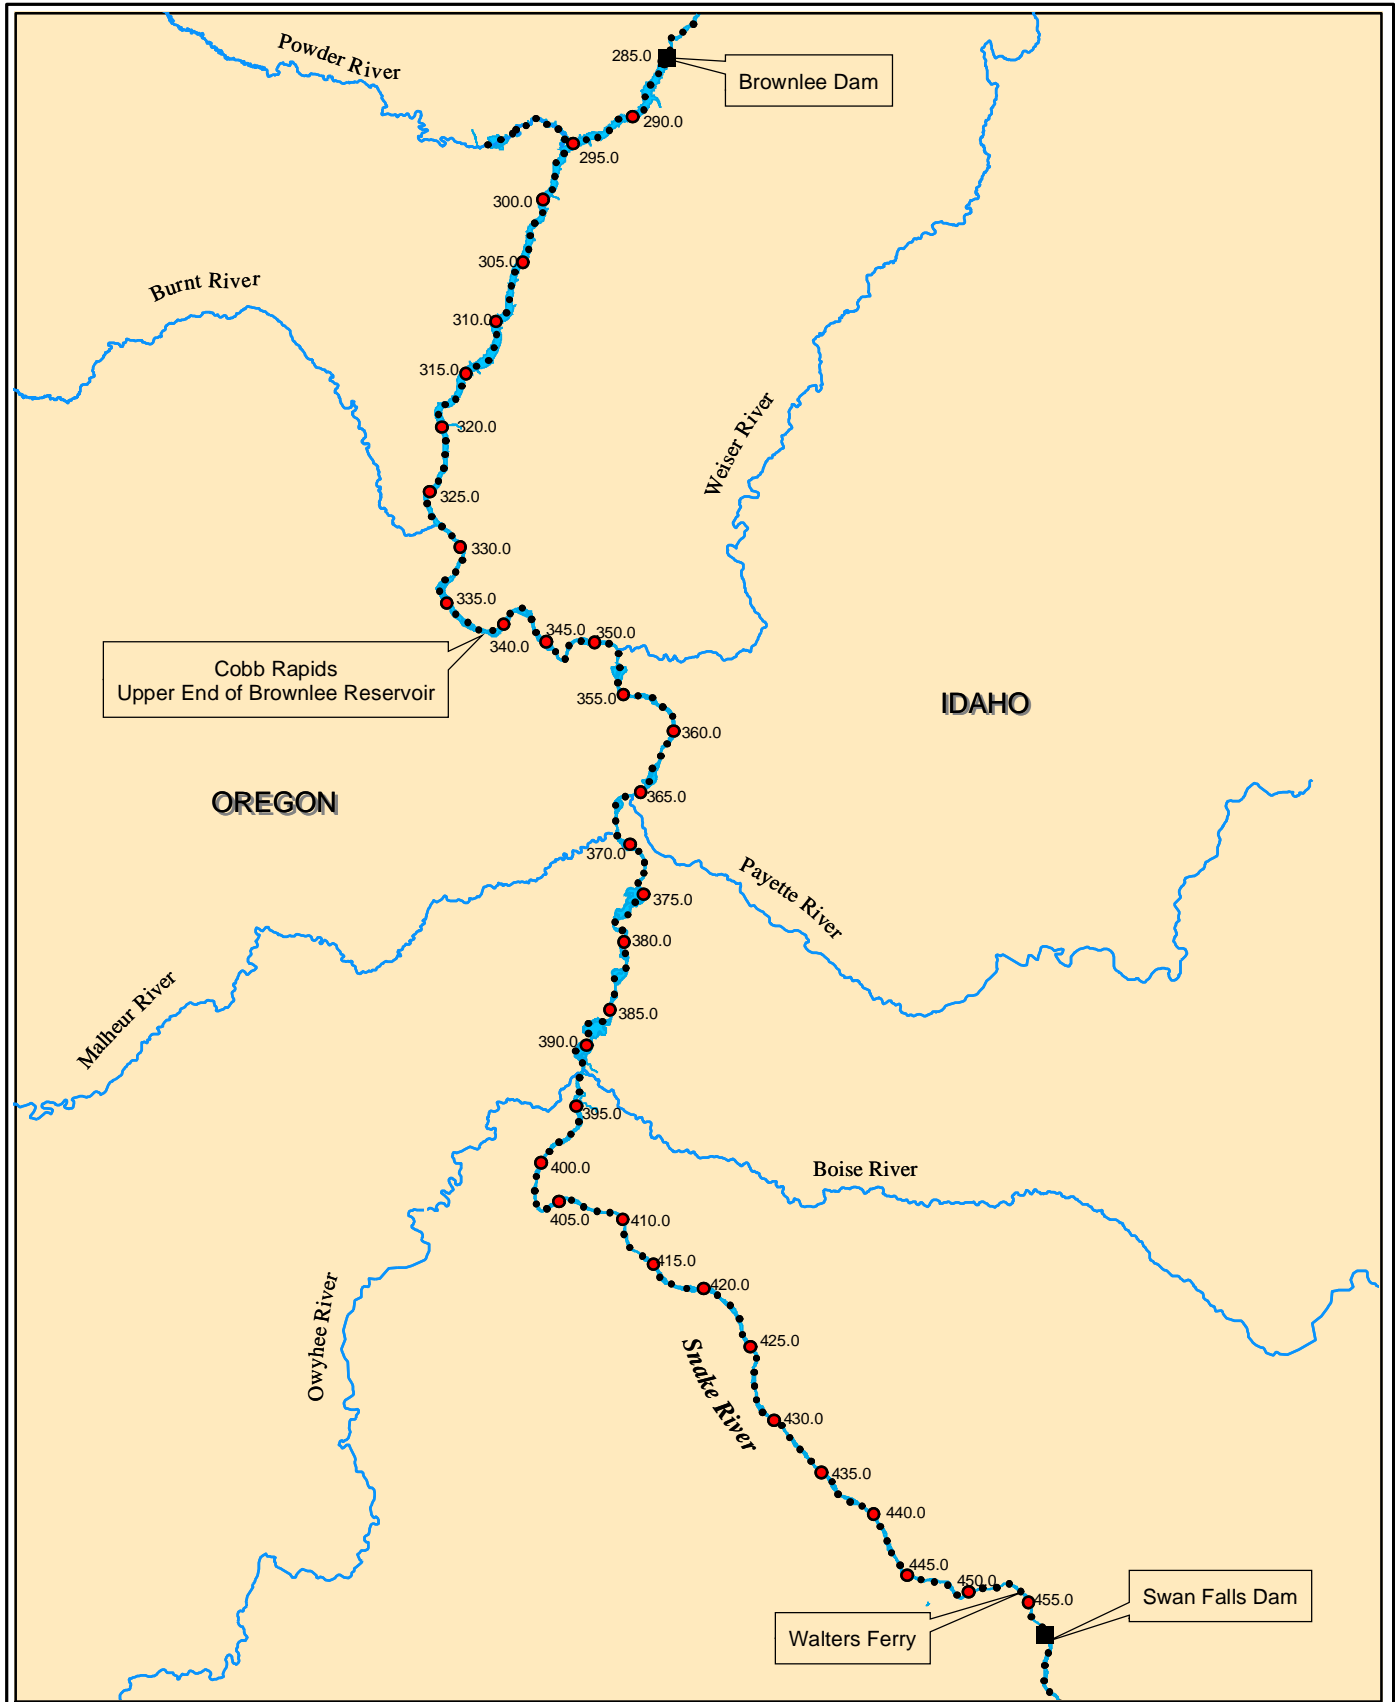 Powder River
285.0
Brownlee Dam
290.0
295.0
300.0
305.0
Burnt River
310.0
315.0
Weiser River
320.0
325.0
330.0
335.0
340.0
345.0
350.0
Cobb Rapids
Upper End of Brownlee Reservoir
355.0
IDAHO
360.0
OREGON
365.0
370.0
Payette River
375.0
380.0
Malheur River
385.0
390.0
395.0
400.0
Boise River
405.0
410.0
415.0
420.0
Owyhee River
425.0
Snake River
430.0
435.0
440.0
445.0
450.0
455.0
Swan Falls Dam
Walters Ferry